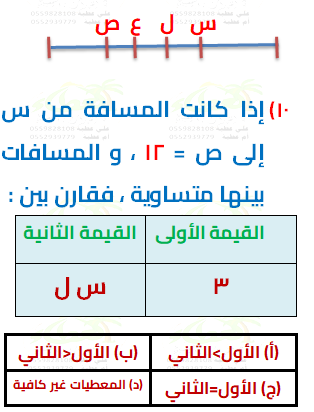 س ل ع ص
١٠) إذا كانت المسافة من س
إلى ص = ١٢ ، و المسافات
بينها متساوية ، فقارن بين :
القيمة الأولى القيمة الثانية
٣ س ل
(أ) الأول>الثاني (ب) الأول<الثاني
(ج) الأول=الثاني (د) المعطيات غير كافية